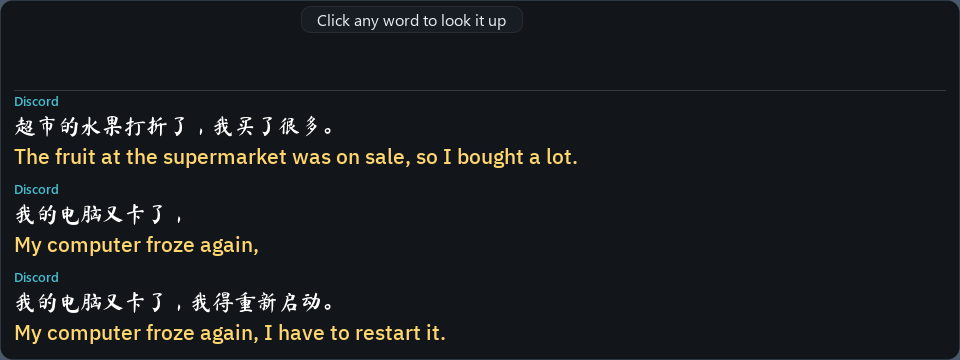 Click any word to look it up
Discord
超市的水果打折了，我买了很多。
The fruit at the supermarket was on sale, so I bought a lot.
Discord
我的电脑又卡了，
My computer froze again,
Discord
我的电脑又卡了，我得重新启动。
My computer froze again, I have to restart it.